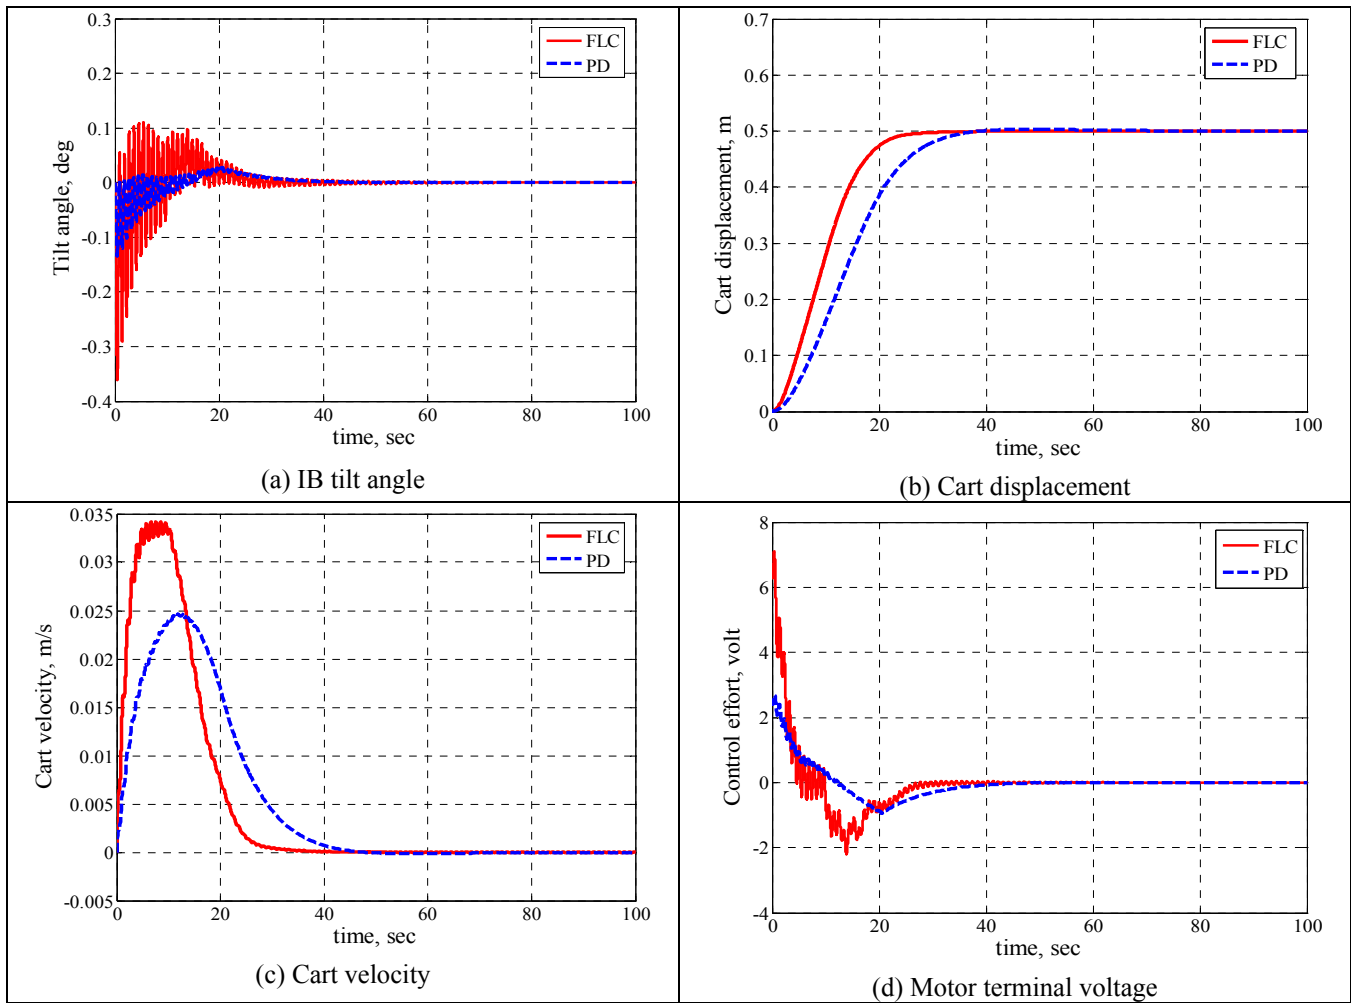 0.3
0.2
0.1
0
-0.1
-0.2
-0.3
-0.4
Tilt angle, deg
FLC
PD
0 20 40 60 80 100
time, sec
(a) IB tilt angle
0.7
0.6
0.5
0.4
0.3
0.2
0.1
0
Cart displacement, m
FLC
PD
0 20 40 60 80 100
time, sec
(b) Cart displacement
0.035
0.03
0.025
0.02
0.015
0.01
0.005
0
-0.005
Cart velocity, m/s
FLC
PD
0 20 40 60 80 100
time, sec
(c) Cart velocity
8
6
4
2
0
-2
-4
Control effort, volt
FLC
PD
0 20 40 60 80 100
time, sec
(d) Motor terminal voltage